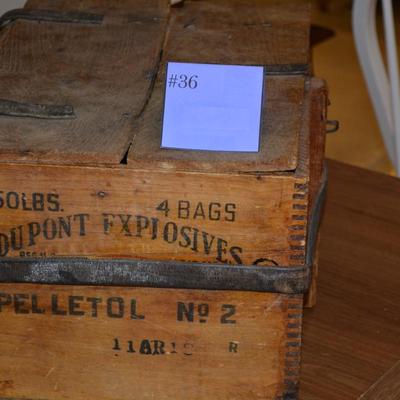 #36
50LBS. 4 BAGS
DUPONT EXPLOSIVES
PELLETOL Nº 2
R